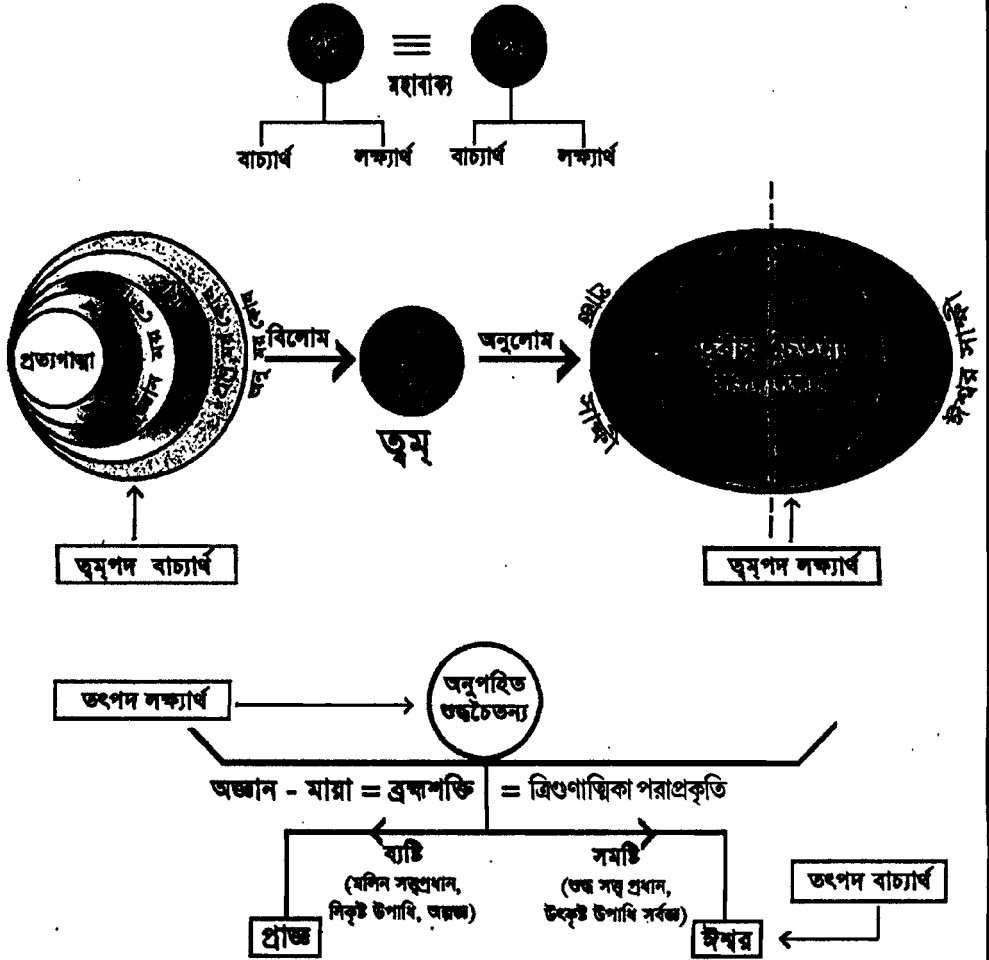 ≡
মহাবাক্য
বাচ্যার্থ লক্ষ্যার্থ বাচ্যার্থ লক্ষ্যার্থ
প্রত্যগাত্মা
বিলোম
ত্বম্
অনুলোম
প্রাজ্ঞ
সাক্ষী
ঈশ্বর সাক্ষী
ত্বম্‌পদ বাচ্যার্থ
ত্বম্‌পদ লক্ষ্যার্থ
তৎপদ লক্ষ্যার্থ
অনুপহিত
শুদ্ধচৈতন্য
অজ্ঞান - মায়া = ব্রহ্মশক্তি = ত্রিগুণাত্মিকা পরাপ্রকৃতি
ব্যষ্টি
(মলিন সত্ত্বপ্রধান,
নিকৃষ্ট উপাধি, অল্পজ্ঞ)
প্রাজ্ঞ
সমষ্টি
(শুদ্ধ সত্ত্ব প্রধান,
উৎকৃষ্ট উপাধি সর্বজ্ঞ)
ঈশ্বর
তৎপদ বাচ্যার্থ